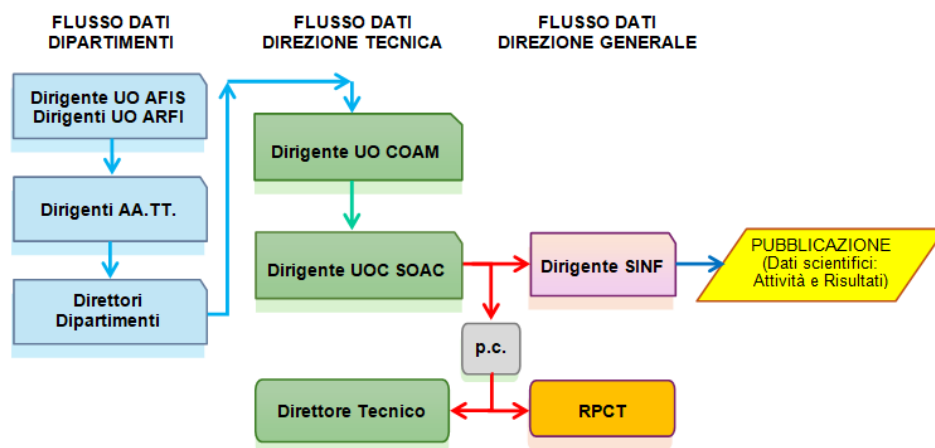 FLUSSO DATI
DIPARTIMENTI
FLUSSO DATI
DIREZIONE TECNICA
FLUSSO DATI
DIREZIONE GENERALE
Dirigente UO AFIS
Dirigenti UO ARFI
Dirigenti AA.TT.
Direttori
Dipartimenti
Dirigente UO COAM
Dirigente UOC SOAC
Dirigente SINF
PUBBLICAZIONE
(Dati scientifici:
Attività e Risultati)
p.c.
Direttore Tecnico
RPCT